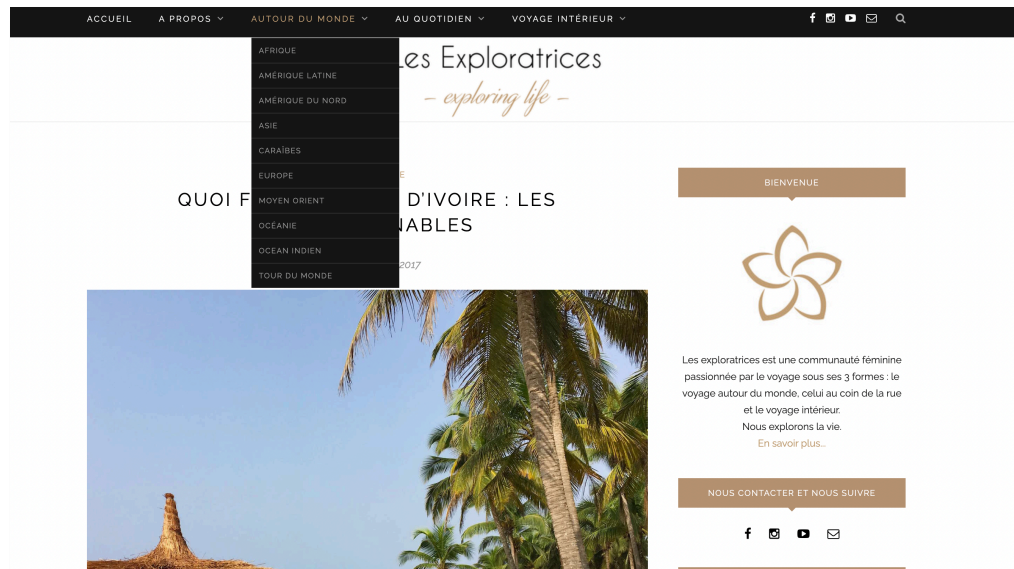 ACCUEIL A PROPOS AUTOUR DU MONDE AU QUOTIDIEN VOYAGE INTÉRIEUR
AFRIQUE
AMÉRIQUE LATINE
AMÉRIQUE DU NORD
ASIE
CARAÏBES
EUROPE
MOYEN ORIENT
OCÉANIE
OCEAN INDIEN
TOUR DU MONDE
Les Exploratrices
– exploring life –
QUOI F D'IVOIRE : LES
NABLES
2017
BIENVENUE
Les exploratrices est une communauté féminine
passionnée par le voyage sous ses 3 formes : le
voyage autour du monde, celui au coin de la rue
et le voyage intérieur.
Nous explorons la vie.
En savoir plus...
NOUS CONTACTER ET NOUS SUIVRE